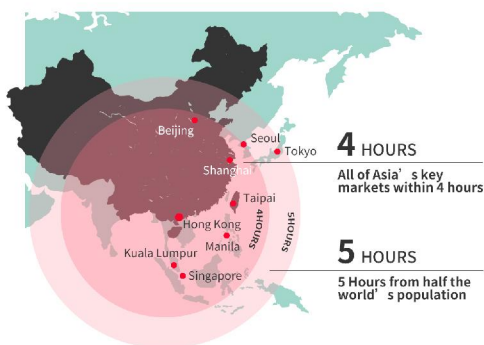 Beijing
Seoul
Tokyo
Shanghai
Taipai
Hong Kong
Manila
Kuala Lumpur
Singapore
4HOURS
5HOURS
4 HOURS
All of Asia’s key
markets within 4 hours
5 HOURS
5 Hours from half the
world’s population